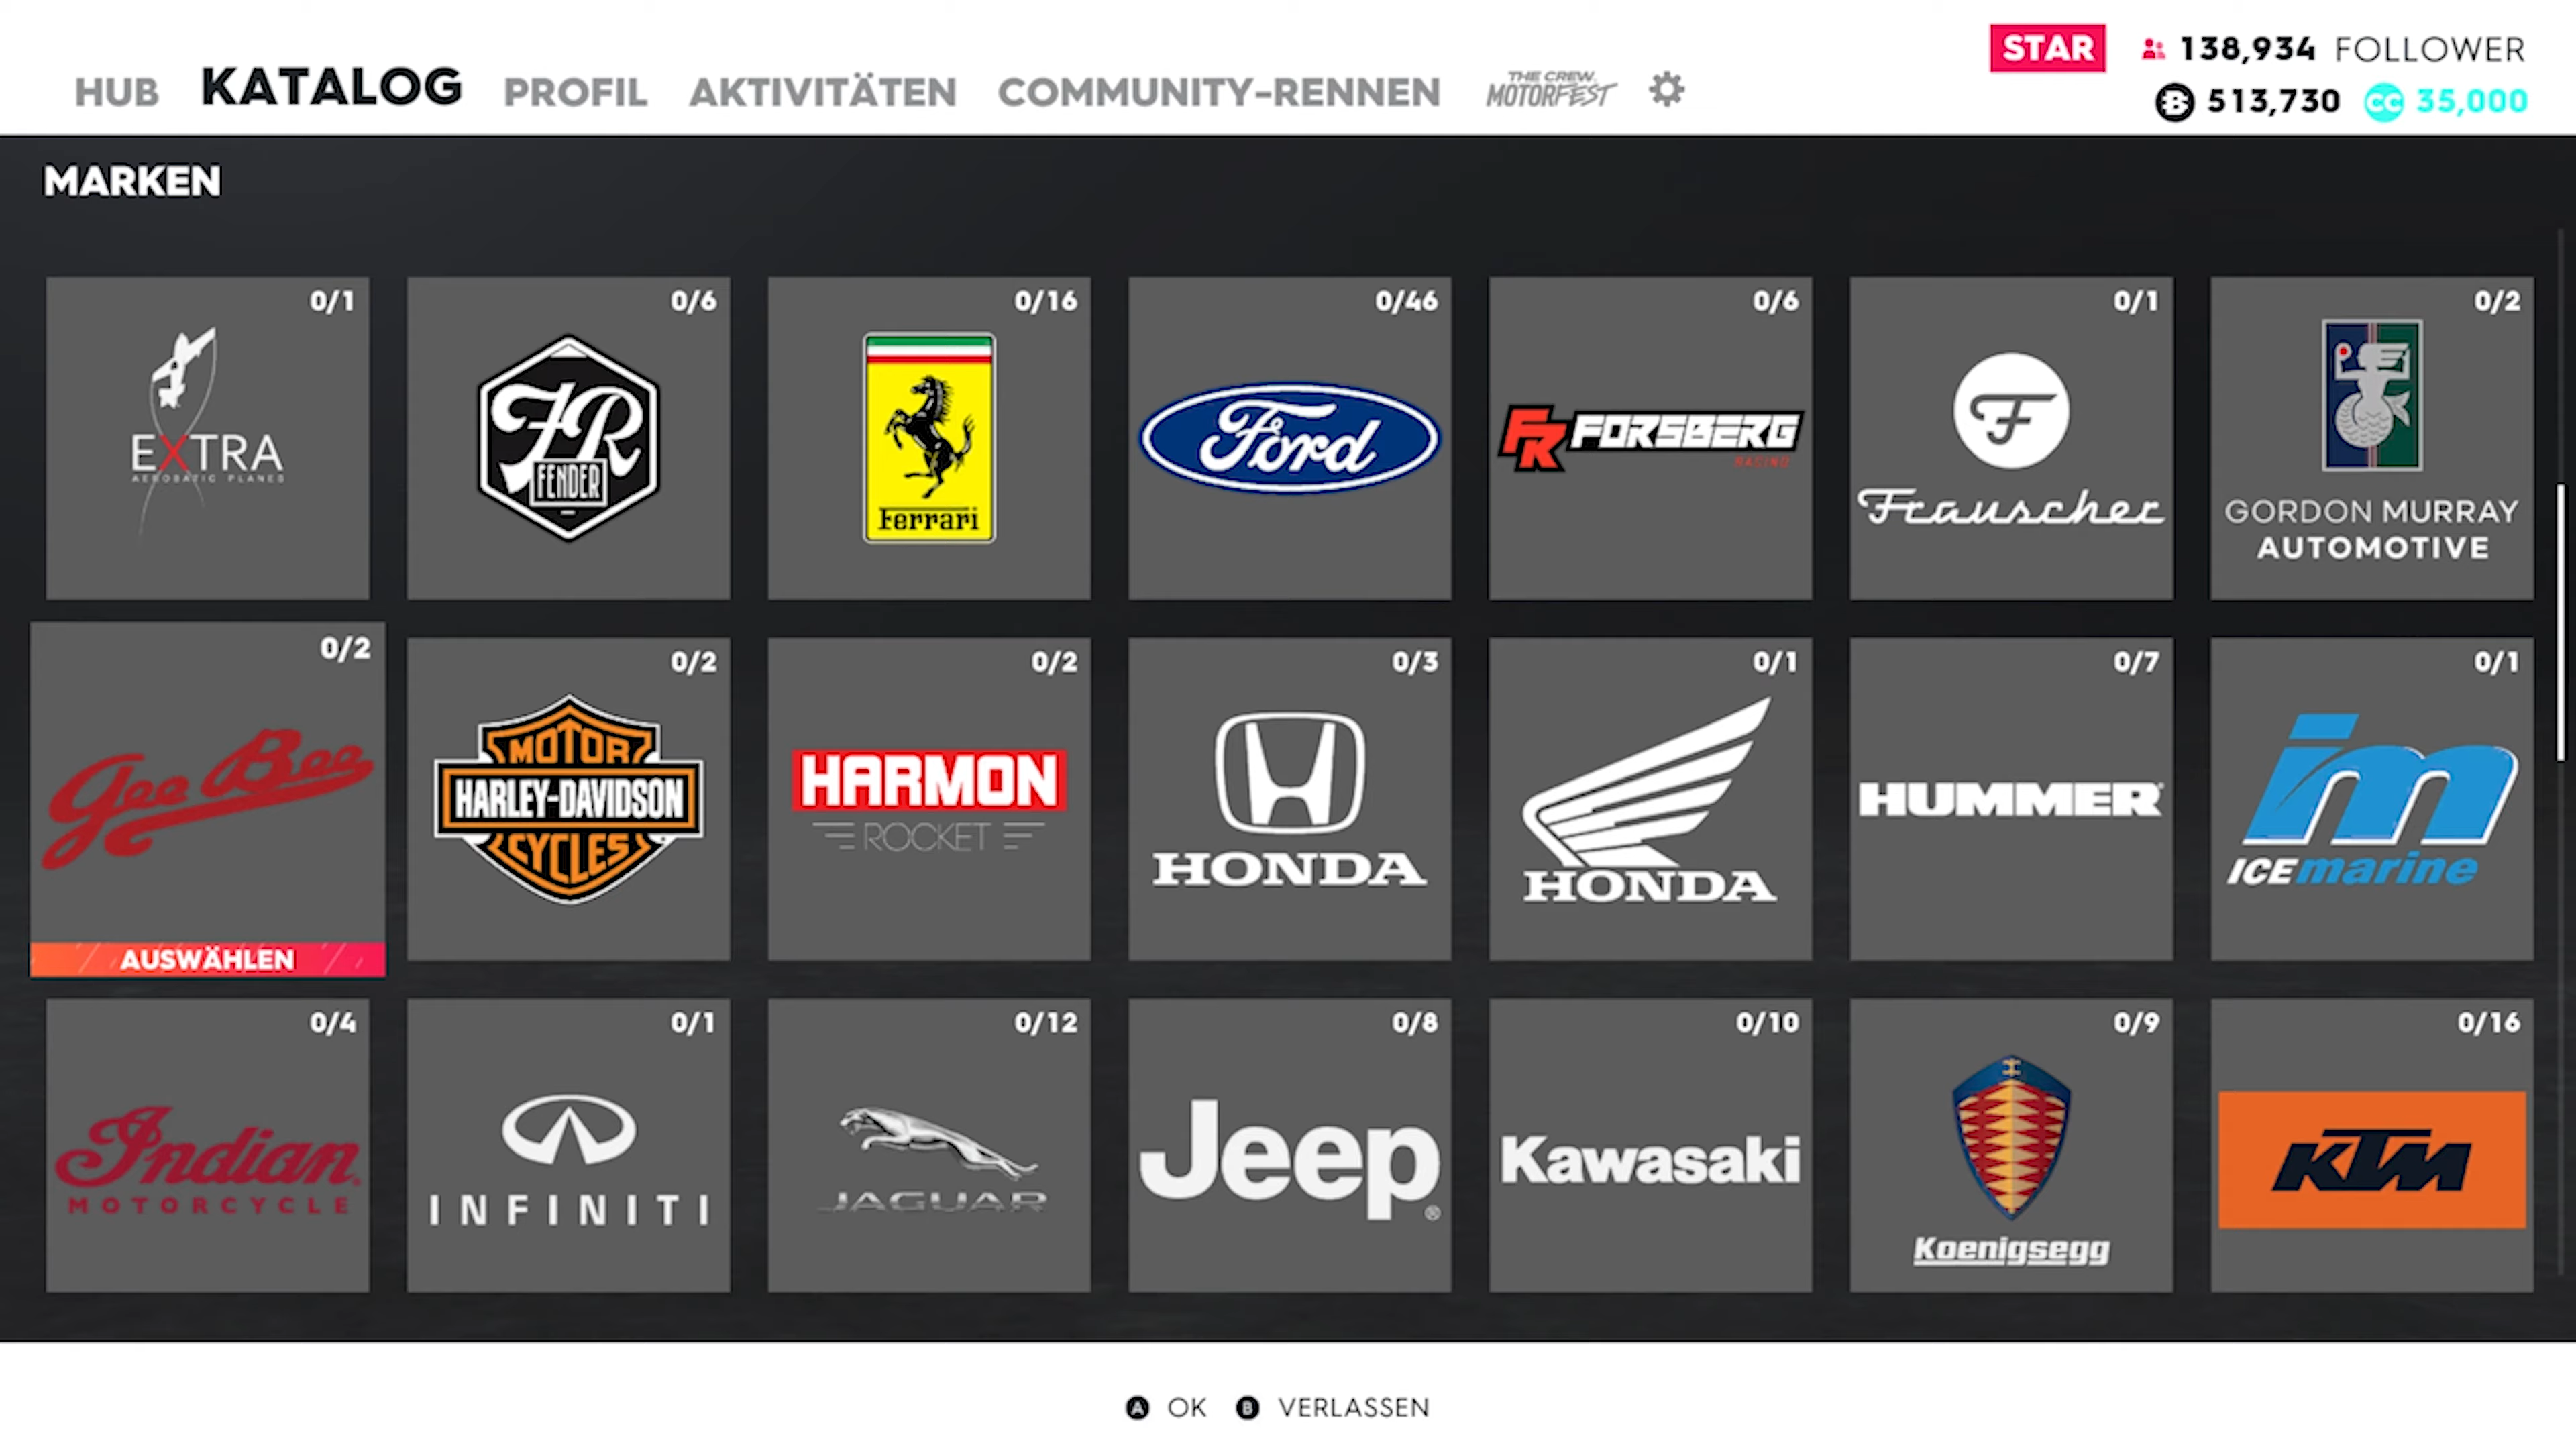 STAR 138,934 FOLLOWER
HUB KATALOG PROFIL AKTIVITÄTEN COMMUNITY-RENNEN THE CREW MOTORFEST 513,730 CC 35,000
MARKEN
0/1
EXTRA
AEROBATIC PLANES
0/6
FR
FENDER
0/16
Ferrari
0/46
Ford
0/6
FR FORSBERG
RACING
0/1
F
Frauscher
0/2
GORDON MURRAY
AUTOMOTIVE
0/2
Gee Bee
AUSWÄHLEN
0/2
MOTOR
HARLEY-DAVIDSON
CYCLES
0/2
HARMON
ROCKET
0/3
HONDA
0/1
HONDA
0/7
HUMMER
0/1
im
ICE marine
0/4
Indian
MOTORCYCLE
0/1
INFINITI
0/12
JAGUAR
0/8
Jeep®
0/10
Kawasaki
0/9
Koenigsegg
0/16
KTM
A OK B VERLASSEN